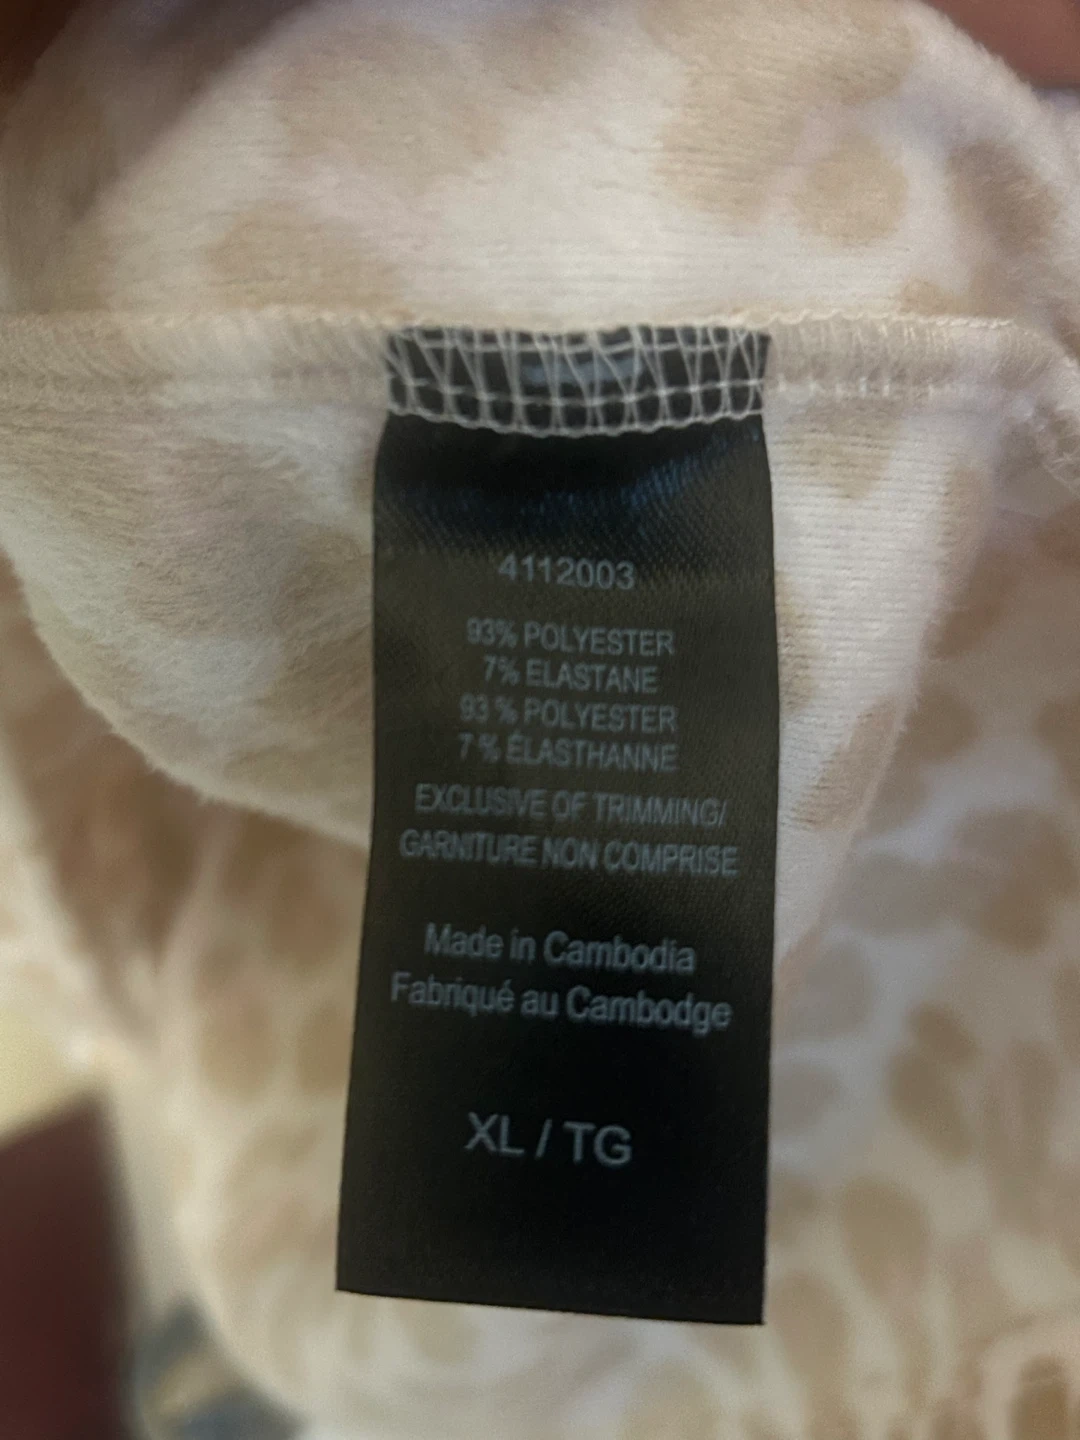 4112003
93% POLYESTER
7% ELASTANE
93 % POLYESTER
7 % ÉLASTHANNE
EXCLUSIVE OF TRIMMING/
GARNITURE NON COMPRISE
Made in Cambodia
Fabriqué au Cambodge
XL / TG